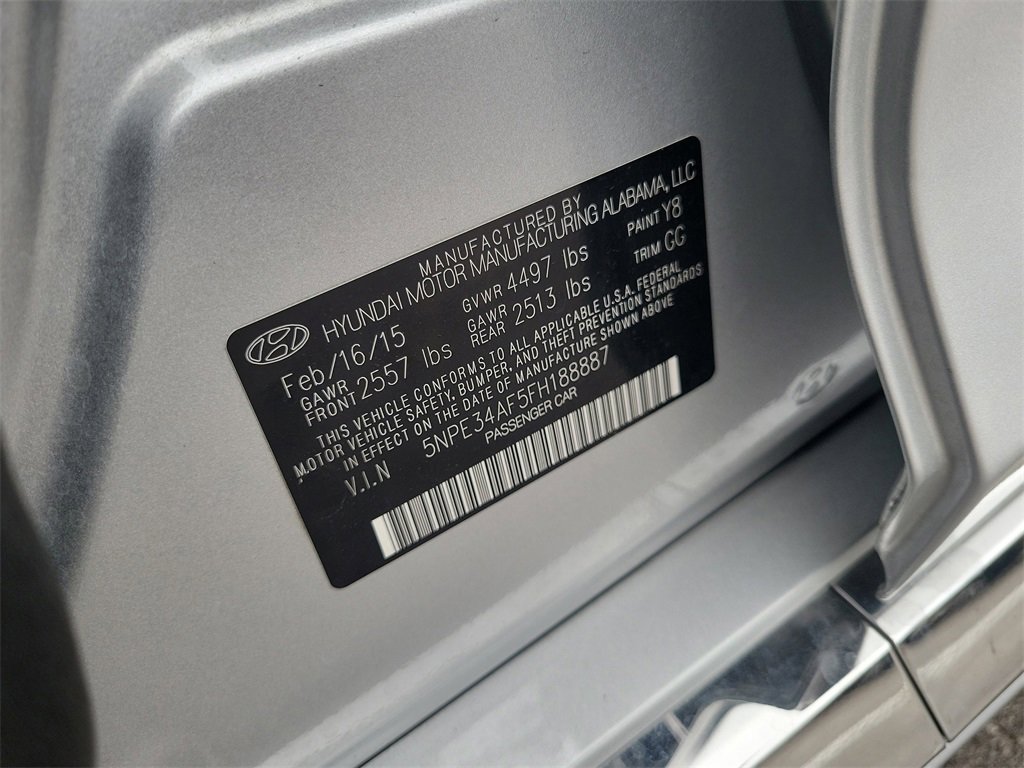 MANUFACTURED BY
HYUNDAI MOTOR MANUFACTURING ALABAMA, LLC
Feb/16/15 GVWR 4497 lbs PAINT Y8
GAWR FRONT 2557 lbs GAWR REAR 2513 lbs TRIM GG
THIS VEHICLE CONFORMS TO ALL APPLICABLE U.S.A. FEDERAL
MOTOR VEHICLE SAFETY, BUMPER, AND THEFT PREVENTION STANDARDS
IN EFFECT ON THE DATE OF MANUFACTURE SHOWN ABOVE
V.I.N 5NPE34AF5FH188887
PASSENGER CAR